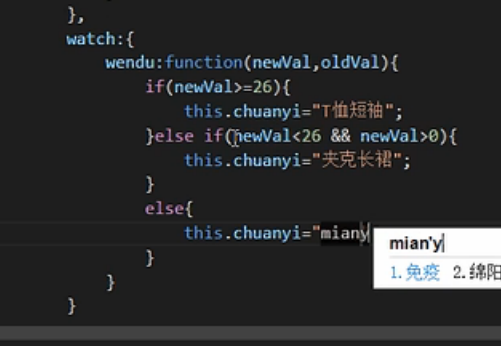 },
watch:{
wendu:function(newVal,oldVal){
if(newVal>=26){
this.chuanyi="T恤短袖";
}else if(newVal<26 && newVal>0){
this.chuanyi="夹克长裙";
}
else{
this.chuanyi="miany
mian'y
1.免疫 2.绵阳
}
}
}